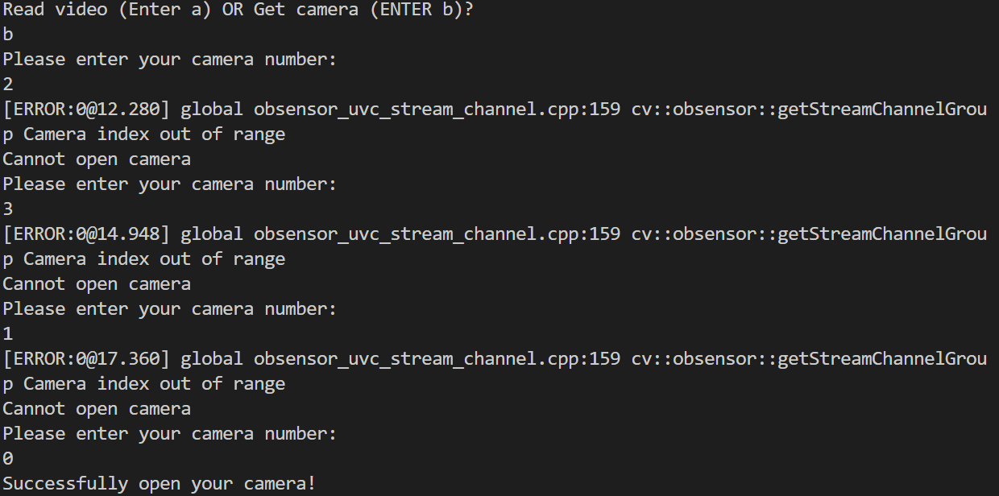 Read video (Enter a) OR Get camera (ENTER b)?
b
Please enter your camera number:
2
[ERROR:0@12.280] global obsensor_uvc_stream_channel.cpp:159 cv::obsensor::getStreamChannelGrou
p Camera index out of range
Cannot open camera
Please enter your camera number:
3
[ERROR:0@14.948] global obsensor_uvc_stream_channel.cpp:159 cv::obsensor::getStreamChannelGrou
p Camera index out of range
Cannot open camera
Please enter your camera number:
1
[ERROR:0@17.360] global obsensor_uvc_stream_channel.cpp:159 cv::obsensor::getStreamChannelGrou
p Camera index out of range
Cannot open camera
Please enter your camera number:
0
Successfully open your camera!